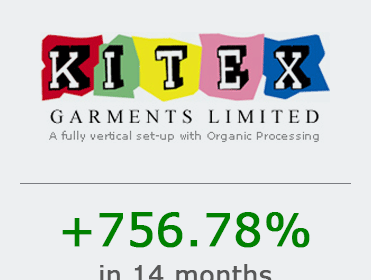 KITEX
GARMENTS LIMITED
A fully vertical set-up with Organic Processing
+756.78%
in 14 months